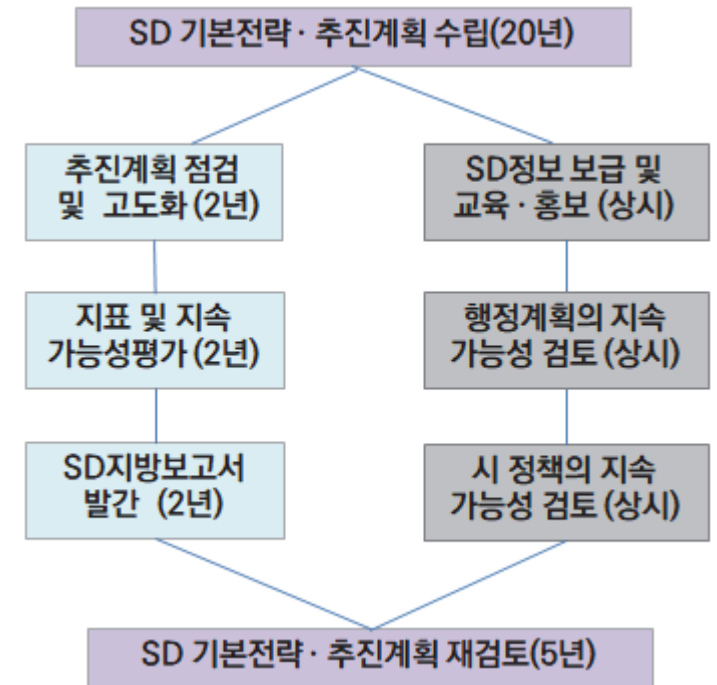 SD 기본전략 · 추진계획 수립(20년)
추진계획 점검
및 고도화 (2년)
SD정보 보급 및
교육 · 홍보 (상시)
지표 및 지속
가능성평가 (2년)
행정계획의 지속
가능성 검토 (상시)
SD지방보고서
발간 (2년)
시 정책의 지속
가능성 검토 (상시)
SD 기본전략 · 추진계획 재검토(5년)